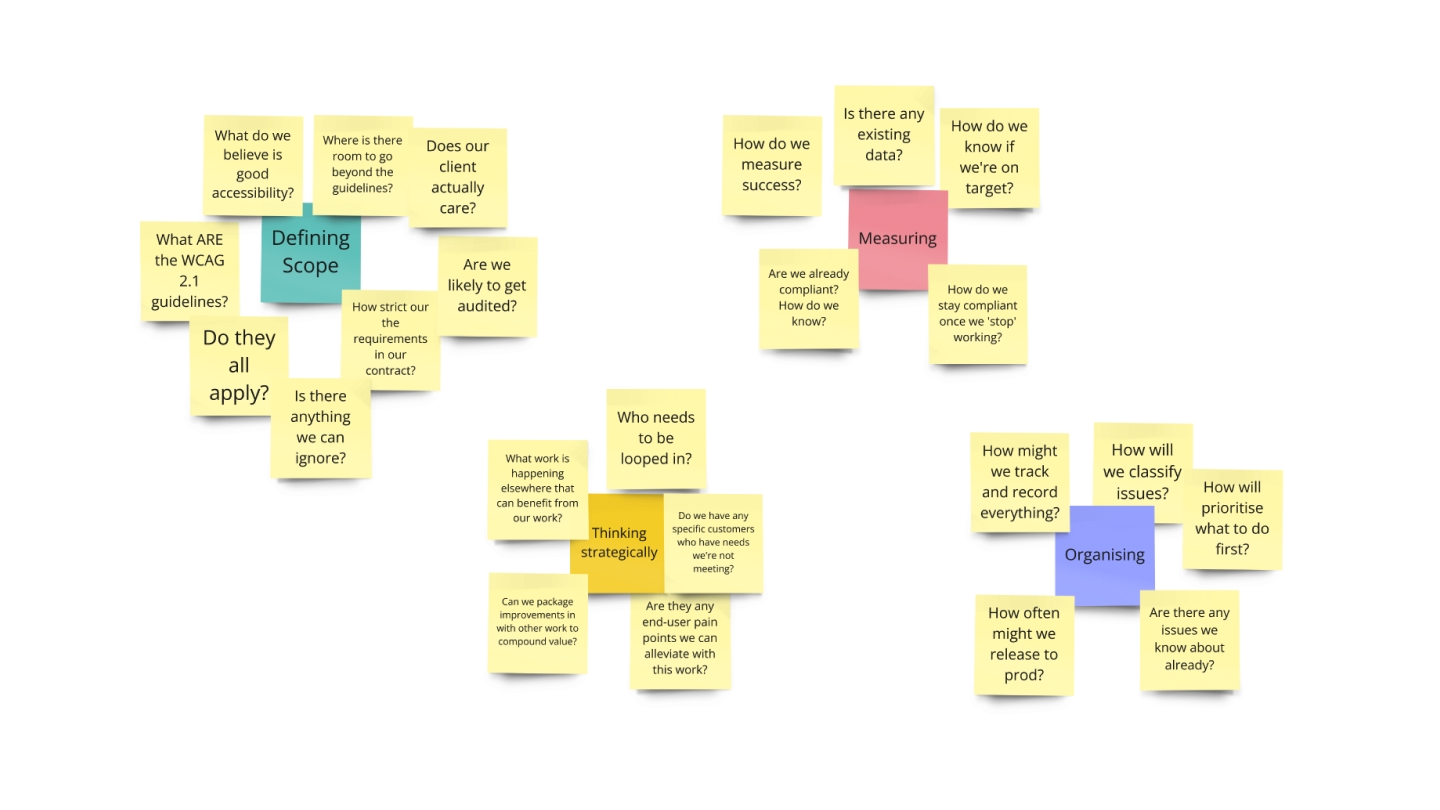 What do we
believe is
good
accessibility?
Where is there
room to go
beyond the
guidelines?
Does our
client
actually
care?
What ARE
the WCAG
2.1
guidelines?
Defining
Scope
Are we
likely to get
audited?
Do they
all
apply?
How strict our
the
requirements
in our
contract?
Is there
anything
we can
ignore?
How do we
measure
success?
Is there any
existing
data?
How do we
know if
we're on
target?
Measuring
Are we already
compliant?
How do we
know?
How do we
stay compliant
once we 'stop'
working?
Who needs
to be
looped in?
What work is
happening
elsewhere that
can benefit from
our work?
Thinking
strategically
Do we have any
specific customers
who have needs
we're not
meeting?
Can we package
improvements in
with other work to
compound value?
Are they any
end-user pain
points we can
alleviate with
this work?
How might
we track
and record
everything?
How will
we classify
issues?
How will
prioritise
what to do
first?
Organising
How often
might we
release to
prod?
Are there any
issues we
know about
already?